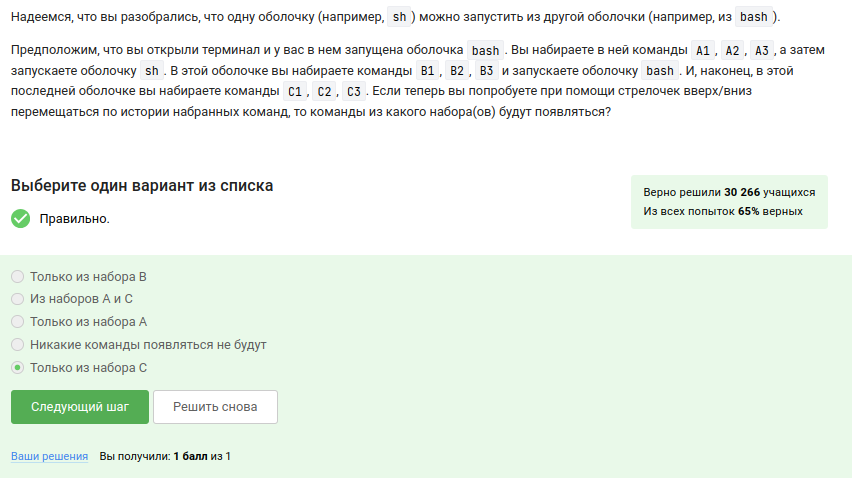 Надеемся, что вы разобрались, что одну оболочку (например, sh) можно запустить из другой оболочки (например, из bash).
Предположим, что вы открыли терминал и у вас в нем запущена оболочка bash. Вы набираете в ней команды A1, A2, A3, а затем
запускаете оболочку sh. В этой оболочке вы набираете команды B1, B2, B3 и запускаете оболочку bash. И, наконец, в этой
последней оболочке вы набираете команды C1, C2, C3. Если теперь вы попробуете при помощи стрелочек вверх/вниз
перемещаться по истории набранных команд, то команды из какого набора(ов) будут появляться?
Выберите один вариант из списка
Верно решили 30 266 учащихся
Из всех попыток 65% верных
Правильно.
Только из набора B
Из наборов A и C
Только из набора A
Никакие команды появляться не будут
Только из набора C
Следующий шаг
Решить снова
Ваши решения Вы получили: 1 балл из 1